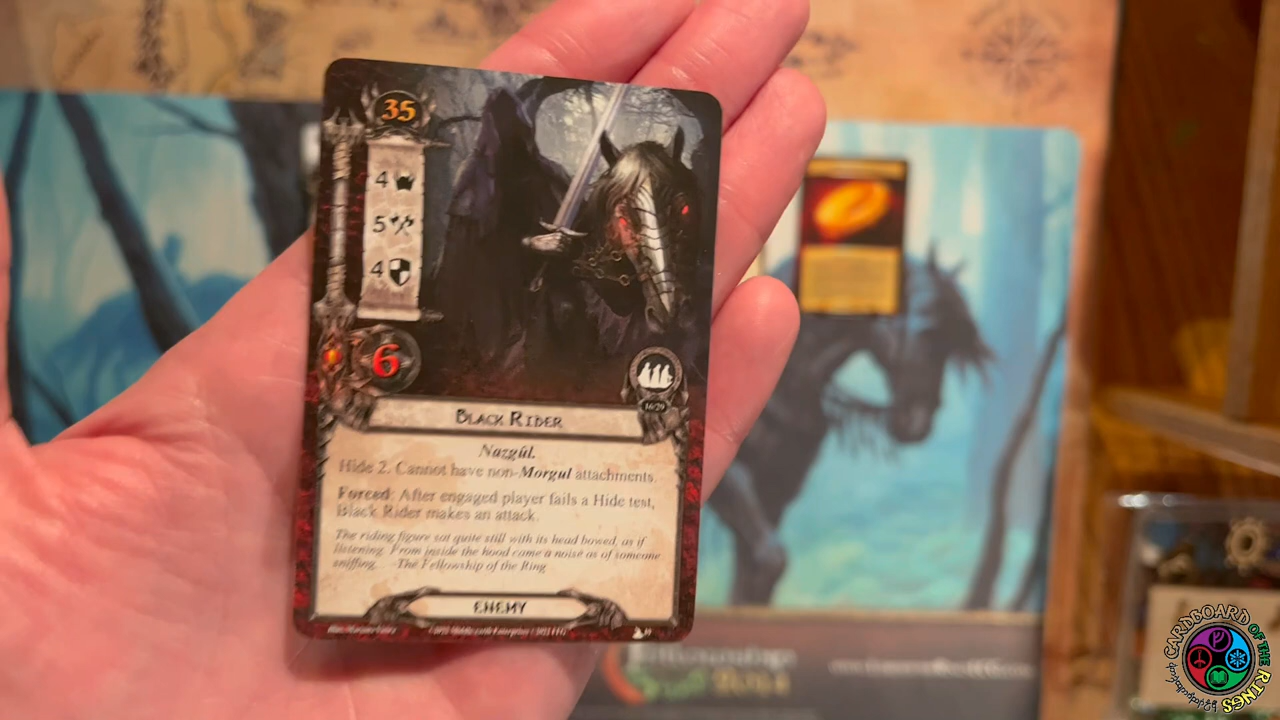 35
4
5
4
6
16/29
BLACK RIDER
Nazgûl.
Hide 2. Cannot have non-Morgul attachments.
Forced: After engaged player fails a Hide test,
Black Rider makes an attack.
The riding figure sat quite still with its head bowed, as if
listening. From inside the hood came a noise as of someone
sniffing. -The Fellowship of the Ring
ENEMY
CARDBOARD OF THE RINGS